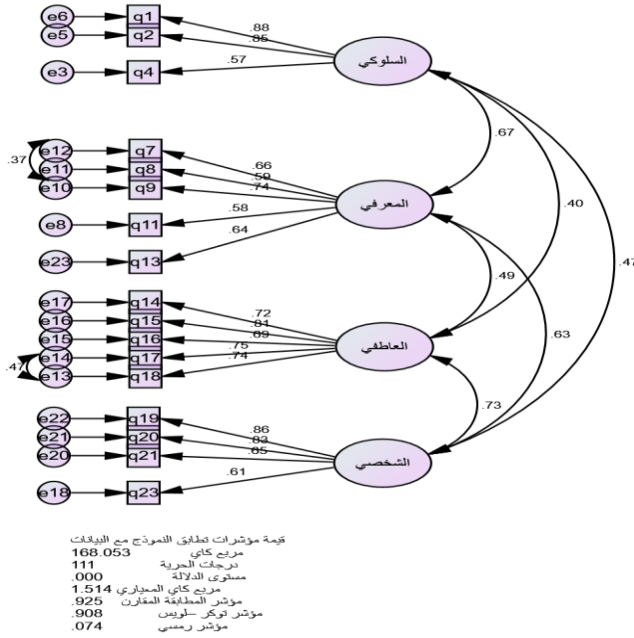 e6 q1 .88
e5 q2 .85
السلوكي
e3 q4 .57
.67
e12 q7 .66
.37 e11 q8 .59
e10 q9 .74
المعرفي
.40
e8 q11 .58
e23 q13 .64
.47
.49
.63
e17 q14 .72
e16 q15 .81
e15 q16 .69
العاطفي
e14 q17 .75
.47 e13 q18 .74
.73
e22 q19 .86
e21 q20 .83
e20 q21 .65
الشخصي
e18 q23 .61
قيمة مؤشرات تطابق النموذج مع البيانات
مربع كاي 168.053
درجات الحرية 111
مستوى الدلالة .000
مربع كاي المعياري 1.514
مؤشر المطابقة المقارن .925
مؤشر توكر –لويس .908
مؤشر رمسي .074